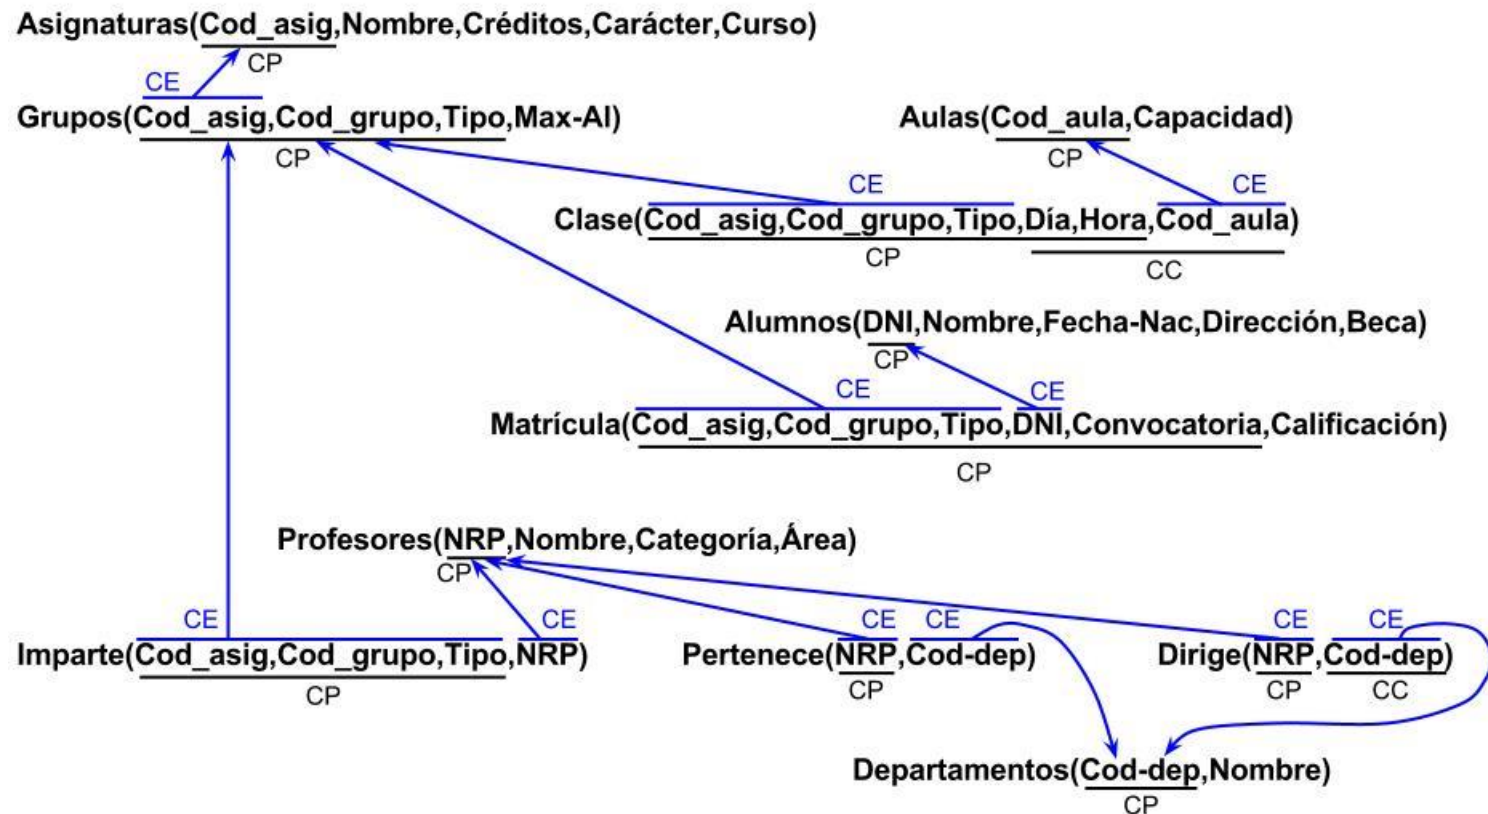 Asignaturas(Cod_asig,Nombre,Créditos,Carácter,Curso)
CP
CE
Grupos(Cod_asig,Cod_grupo,Tipo,Max-Al)
CP
Aulas(Cod_aula,Capacidad)
CP
CE
CE
Clase(Cod_asig,Cod_grupo,Tipo,Día,Hora,Cod_aula)
CP
CC
Alumnos(DNI,Nombre,Fecha-Nac,Dirección,Beca)
CP
CE
CE
Matrícula(Cod_asig,Cod_grupo,Tipo,DNI,Convocatoria,Calificación)
CP
Profesores(NRP,Nombre,Categoría,Área)
CP
CE
CE
Imparte(Cod_asig,Cod_grupo,Tipo,NRP)
CP
CE
CE
Pertenece(NRP,Cod-dep)
CP
CE
CE
Dirige(NRP,Cod-dep)
CP
CC
Departamentos(Cod-dep,Nombre)
CP